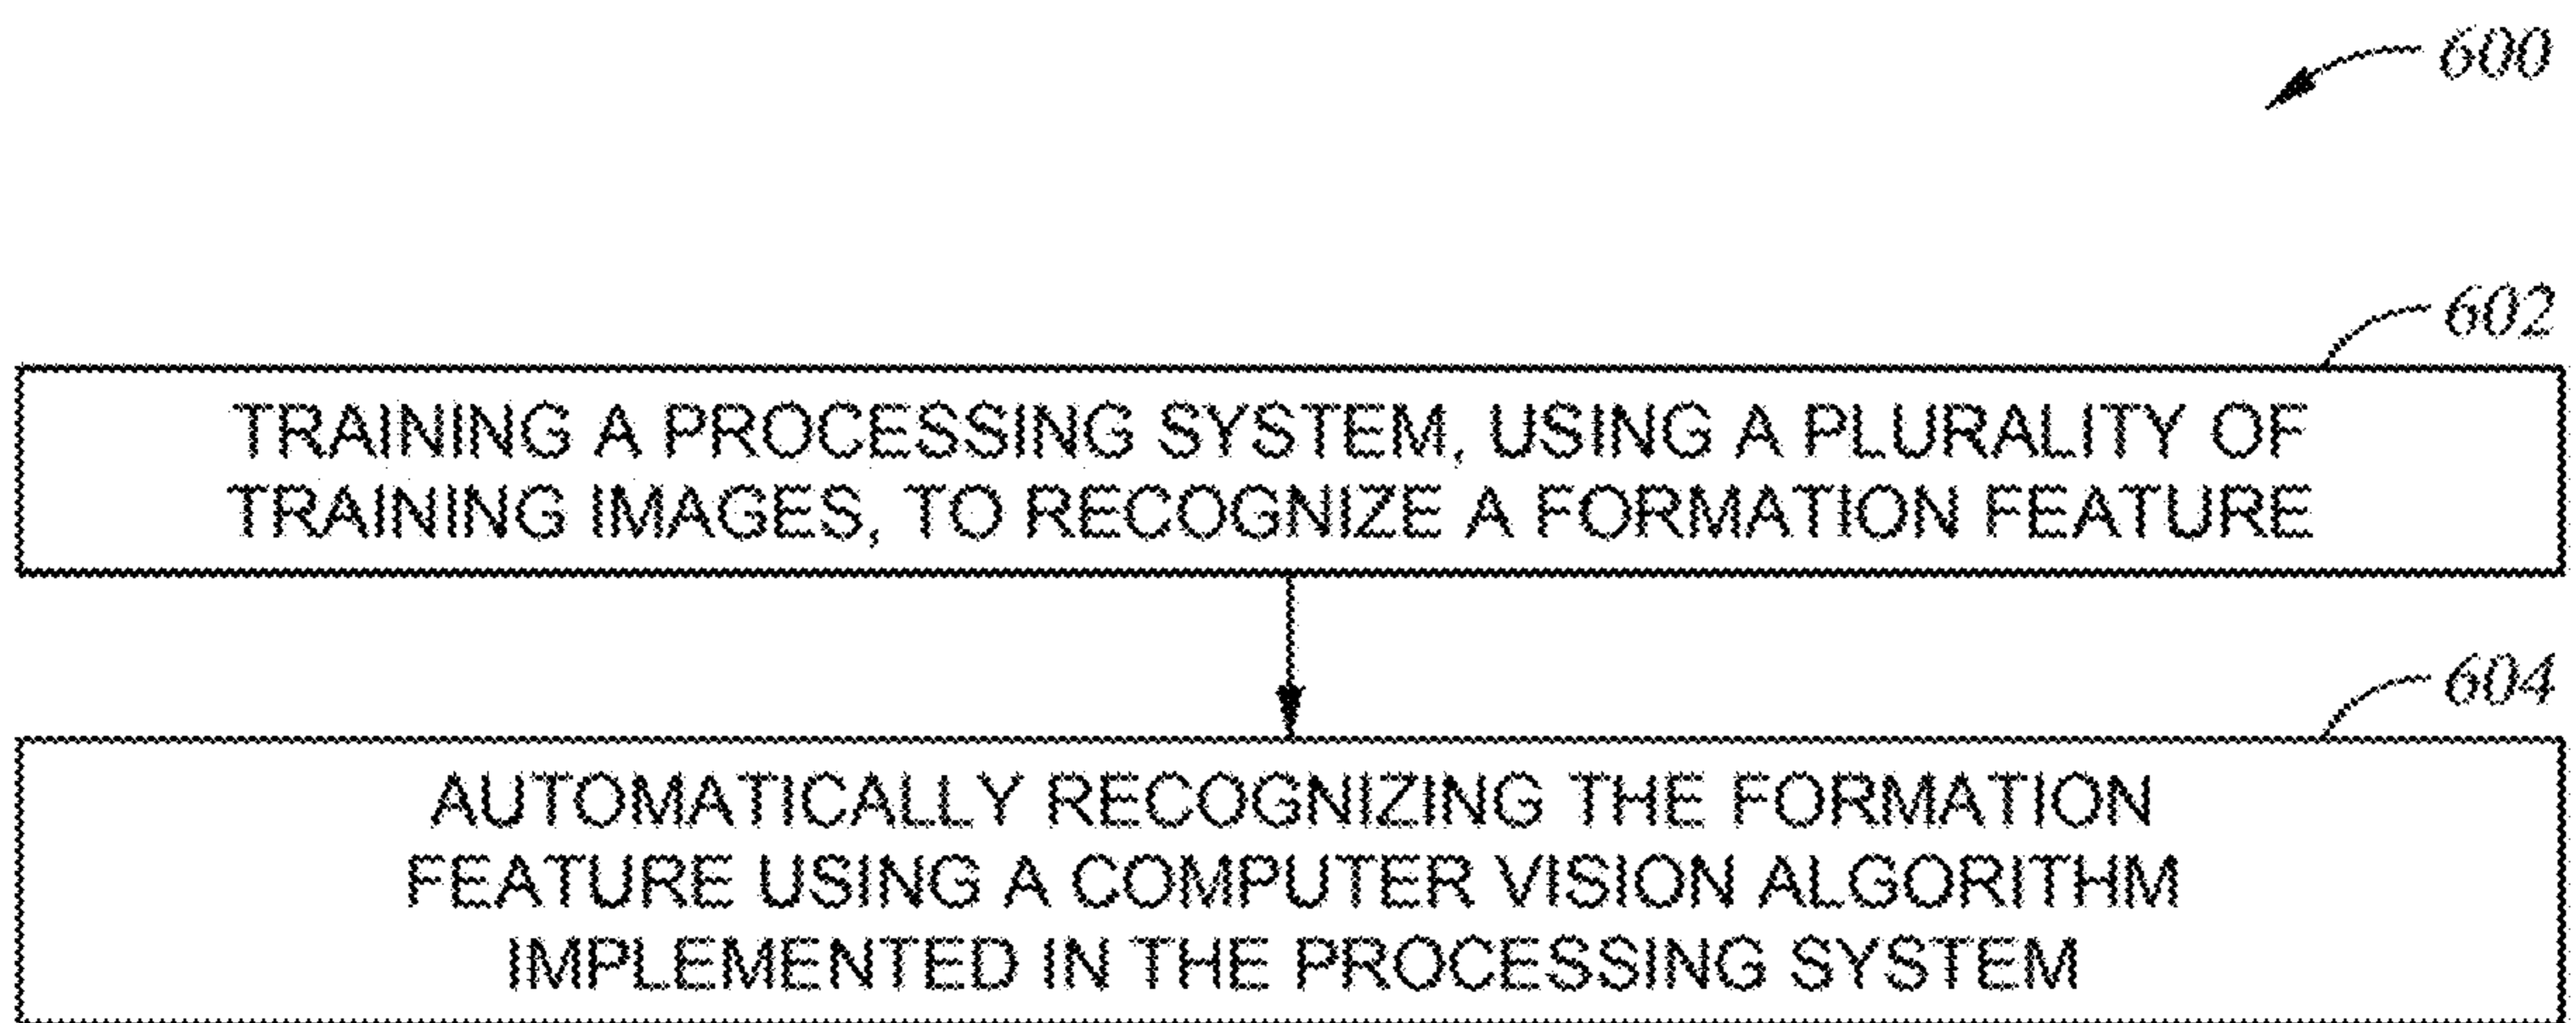 600
602
TRAINING A PROCESSING SYSTEM, USING A PLURALITY OF
TRAINING IMAGES, TO RECOGNIZE A FORMATION FEATURE
604
AUTOMATICALLY RECOGNIZING THE FORMATION
FEATURE USING A COMPUTER VISION ALGORITHM
IMPLEMENTED IN THE PROCESSING SYSTEM